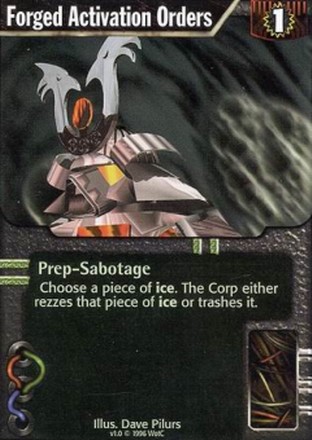 Forged Activation Orders
1
Prep-Sabotage
Choose a piece of ice. The Corp either
rezzes that piece of ice or trashes it.
Illus. Dave Pilurs
v1.0 © 1996 WotC